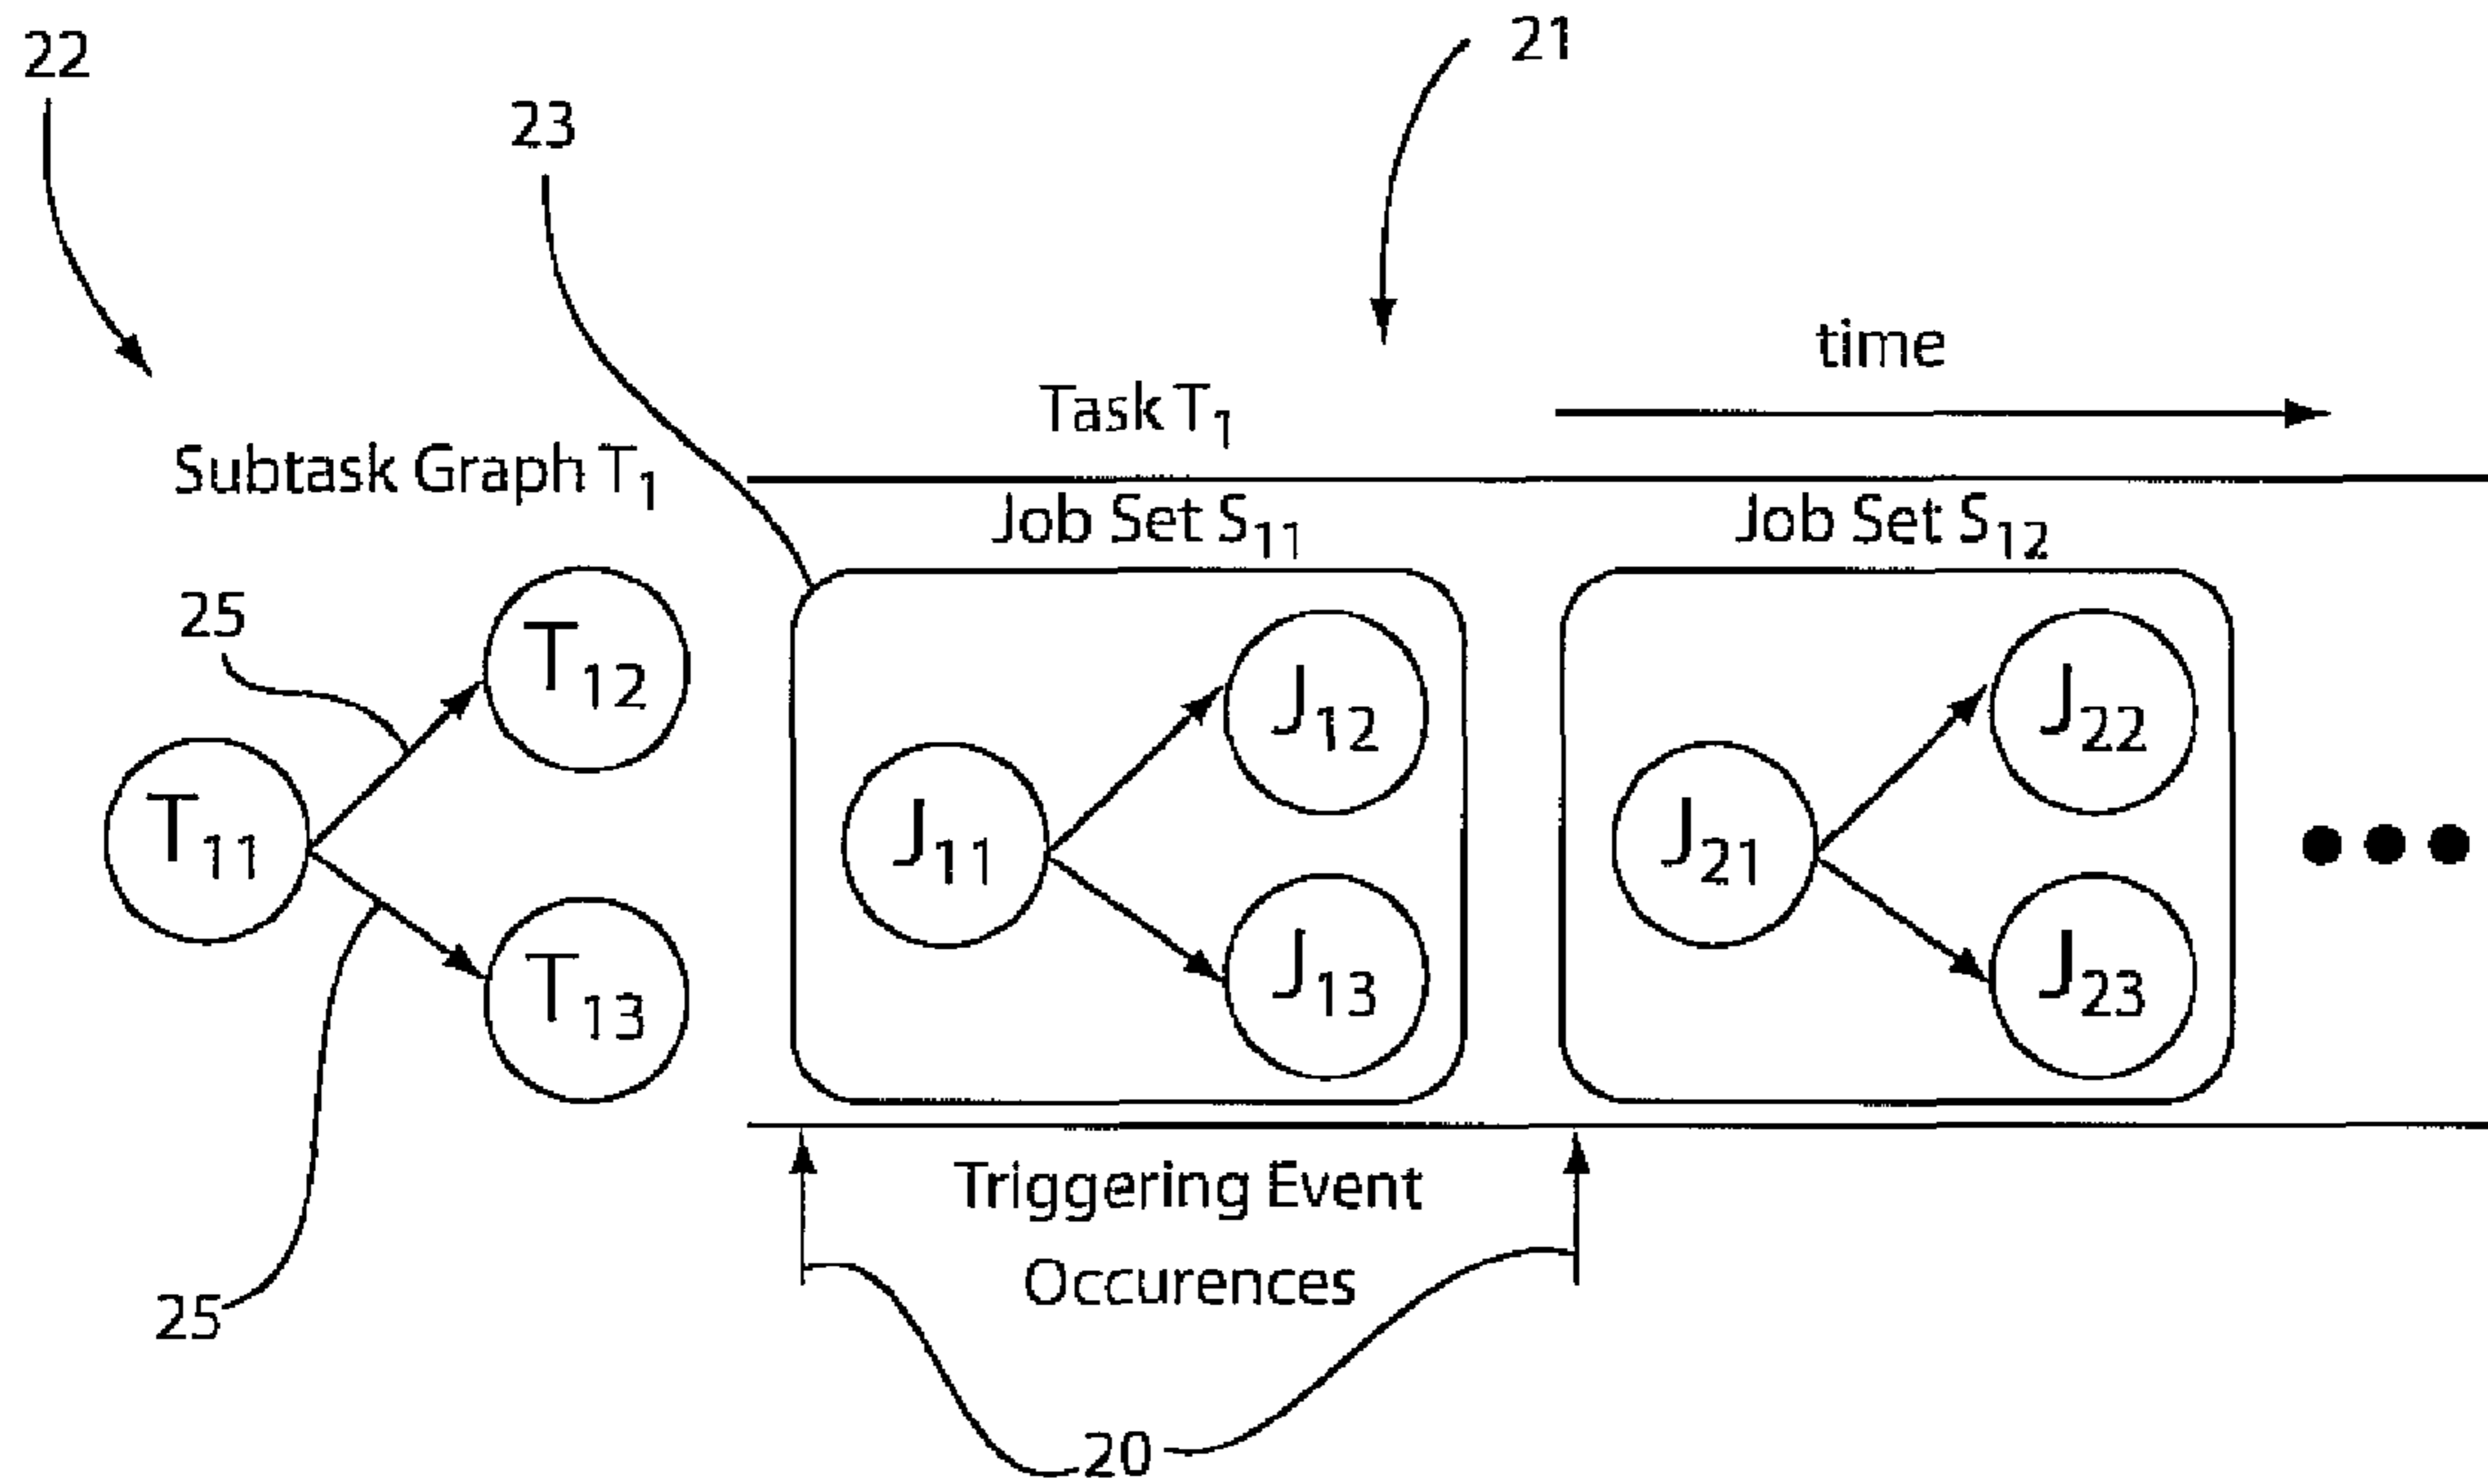 22
21
23
time
Task T₁
Subtask Graph T₁
Job Set S₁₁
Job Set S₁₂
25
T₁₂
J₁₂
J₂₂
T₁₁
J₁₁
J₂₁
T₁₃
J₁₃
J₂₃
Triggering Event
Occurences
25
20